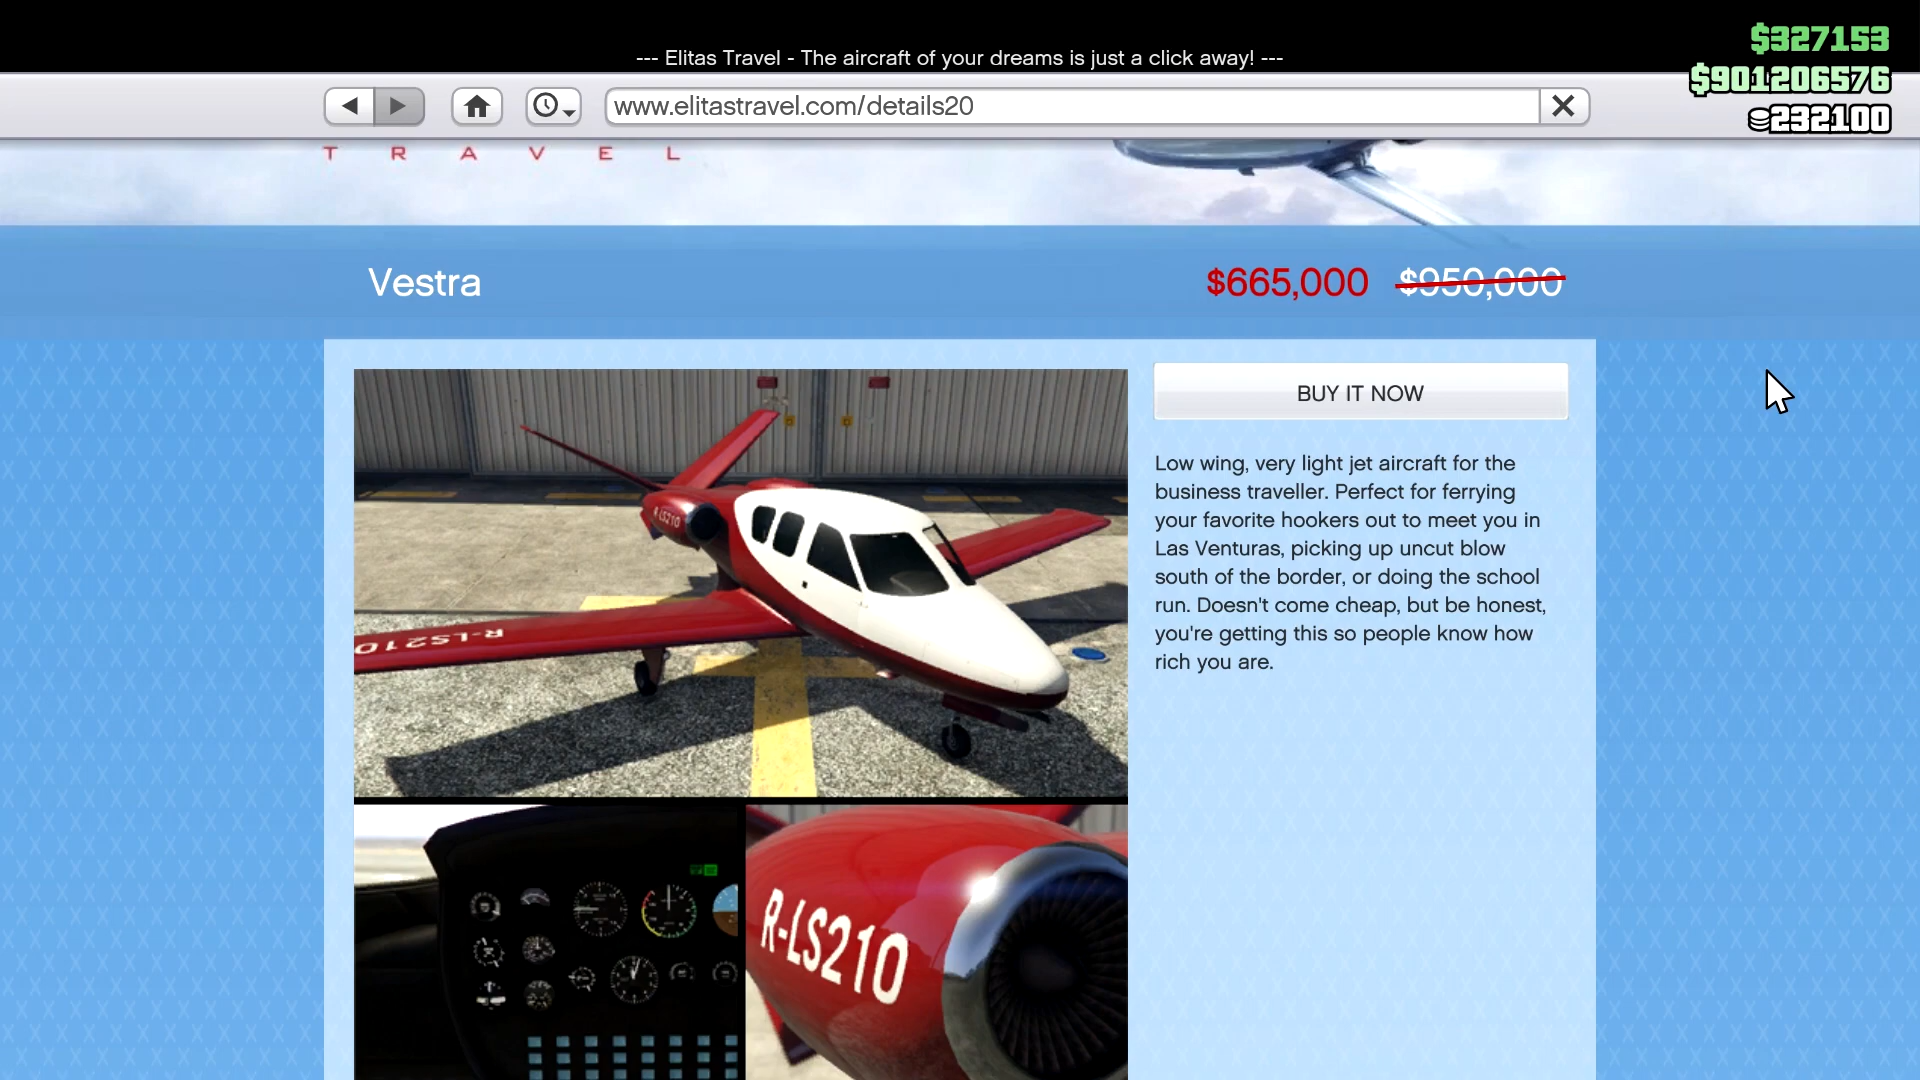 --- Elitas Travel - The aircraft of your dreams is just a click away! ---
$327153
$901206576
232100
www.elitastravel.com/details20
TRAVEL
Vestra
$665,000 $950,000
BUY IT NOW
Low wing, very light jet aircraft for the
business traveller. Perfect for ferrying
your favorite hookers out to meet you in
Las Venturas, picking up uncut blow
south of the border, or doing the school
run. Doesn't come cheap, but be honest,
you're getting this so people know how
rich you are.
R-LS210
R-LS210
R-LS210